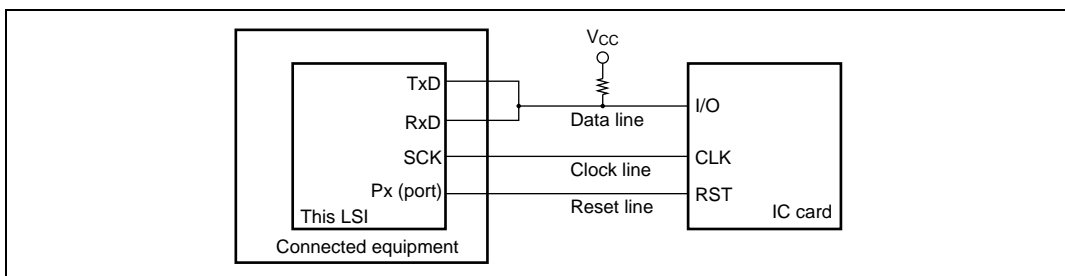 VCC
TxD
RxD
SCK
Px (port)
This LSI
Connected equipment
Data line
Clock line
Reset line
I/O
CLK
RST
IC card